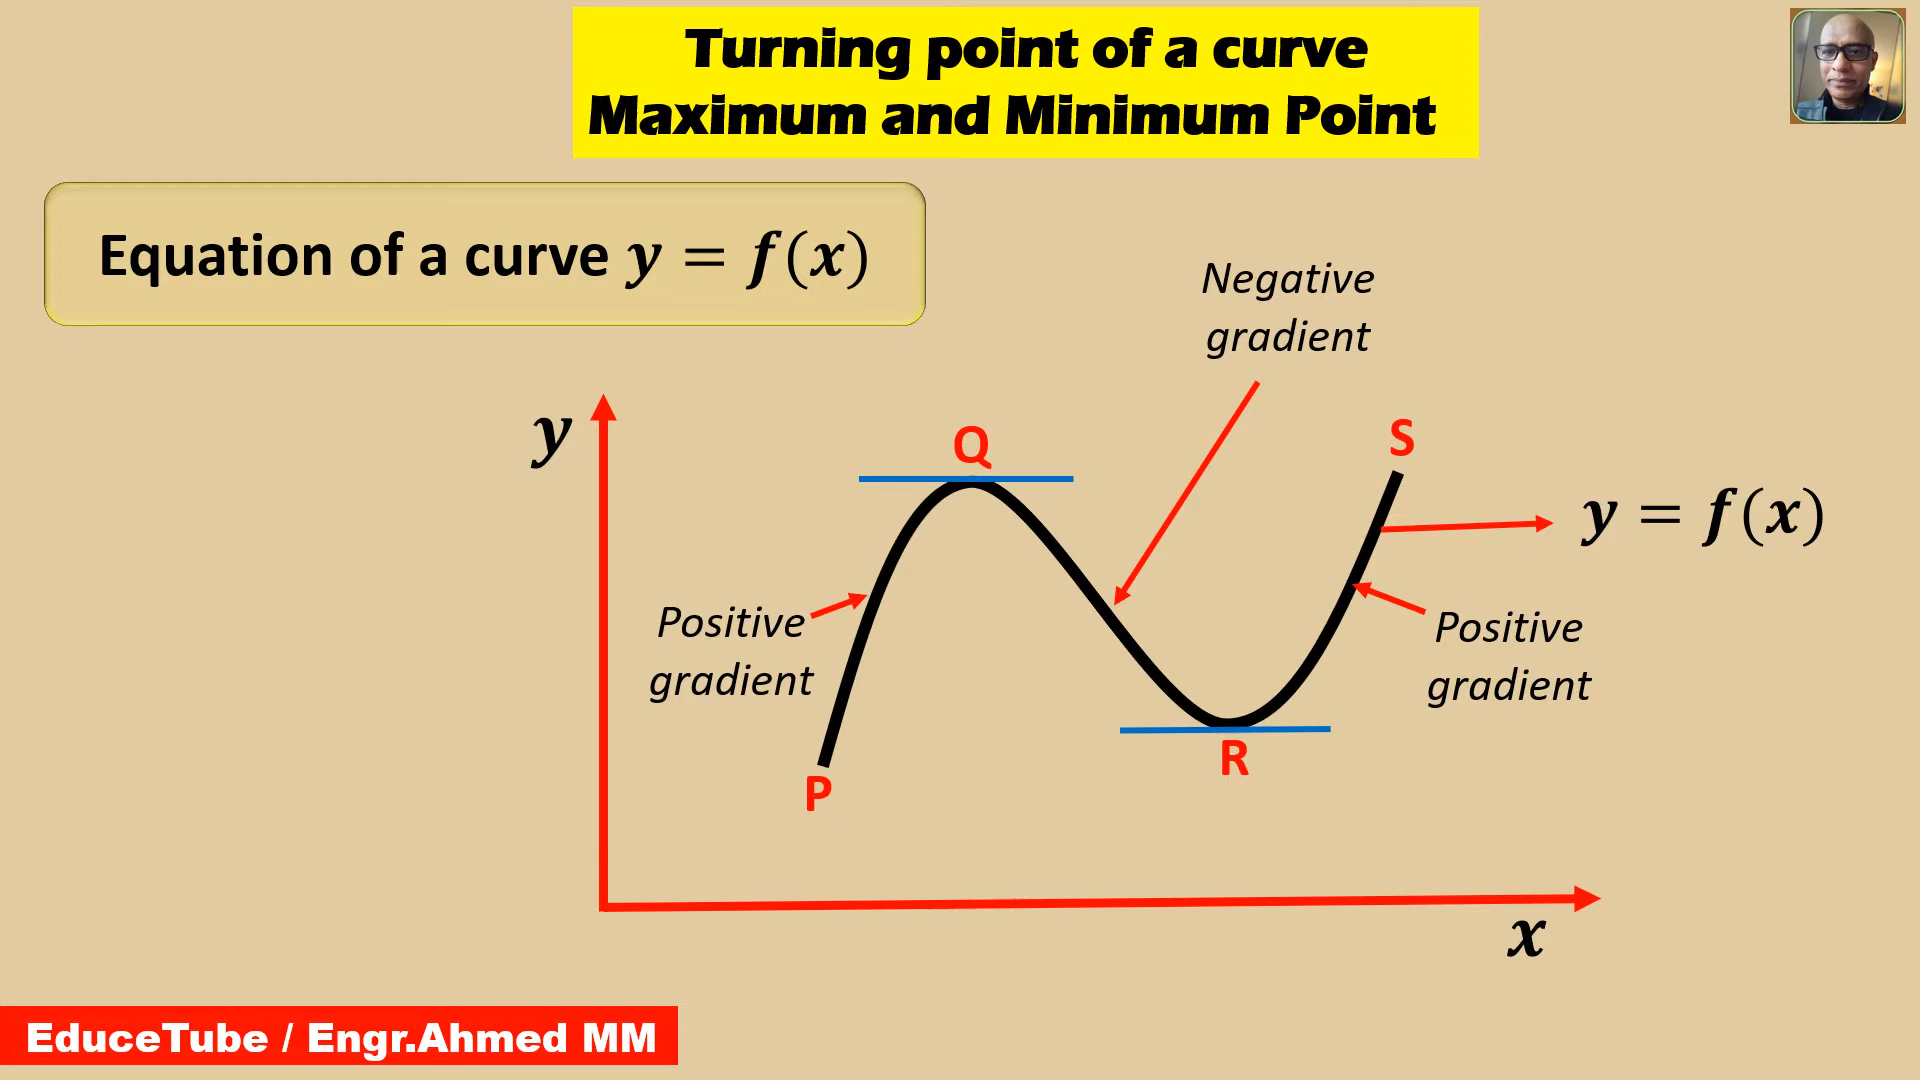 Turning point of a curve
Maximum and Minimum Point
Equation of a curve y = f(x)
Negative
gradient
y
Q
S
y = f(x)
Positive
gradient
Positive
gradient
R
P
x
EduceTube / Engr.Ahmed MM